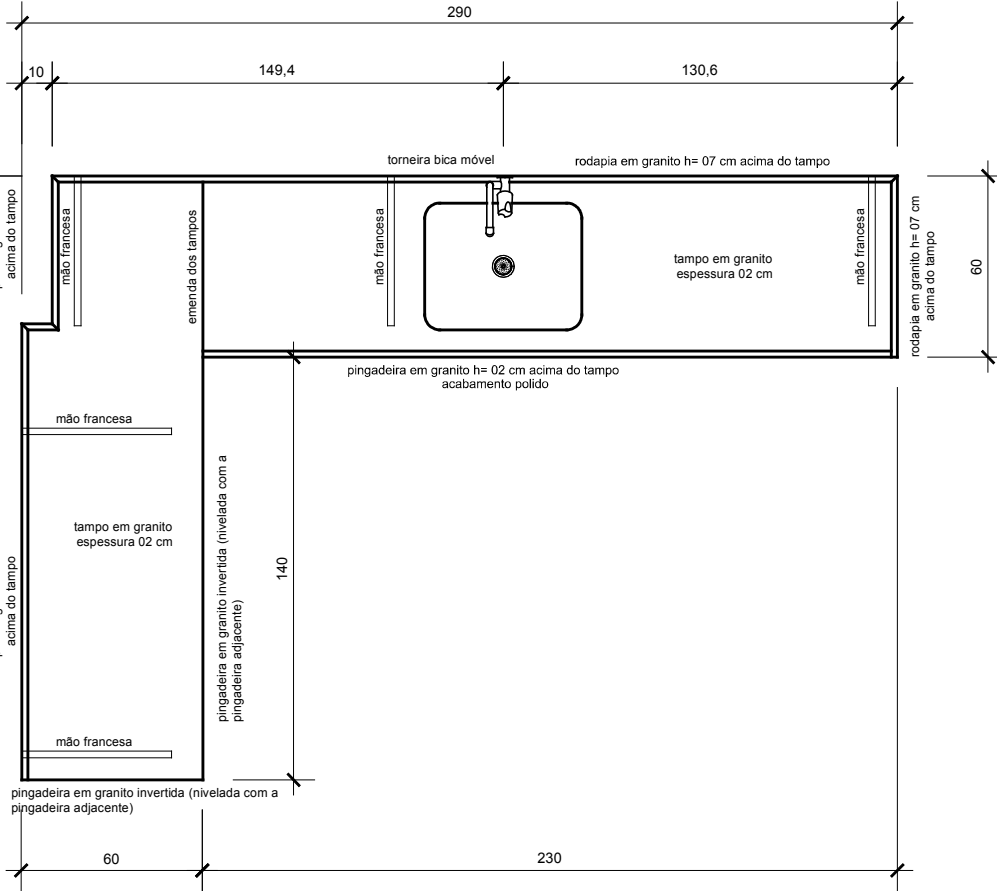 290
10
149,4
130,6
torneira bica móvel
rodapia em granito h= 07 cm acima do tampo
acima do tampo
mão francesa
emenda dos tampos
mão francesa
tampo em granito
espessura 02 cm
mão francesa
rodapia em granito h= 07 cm
acima do tampo
60
pingadeira em granito h= 02 cm acima do tampo
acabamento polido
mão francesa
tampo em granito
espessura 02 cm
acima do tampo
pingadeira em granito invertida (nivelada com a
pingadeira adjacente)
140
mão francesa
pingadeira em granito invertida (nivelada com a
pingadeira adjacente)
60
230